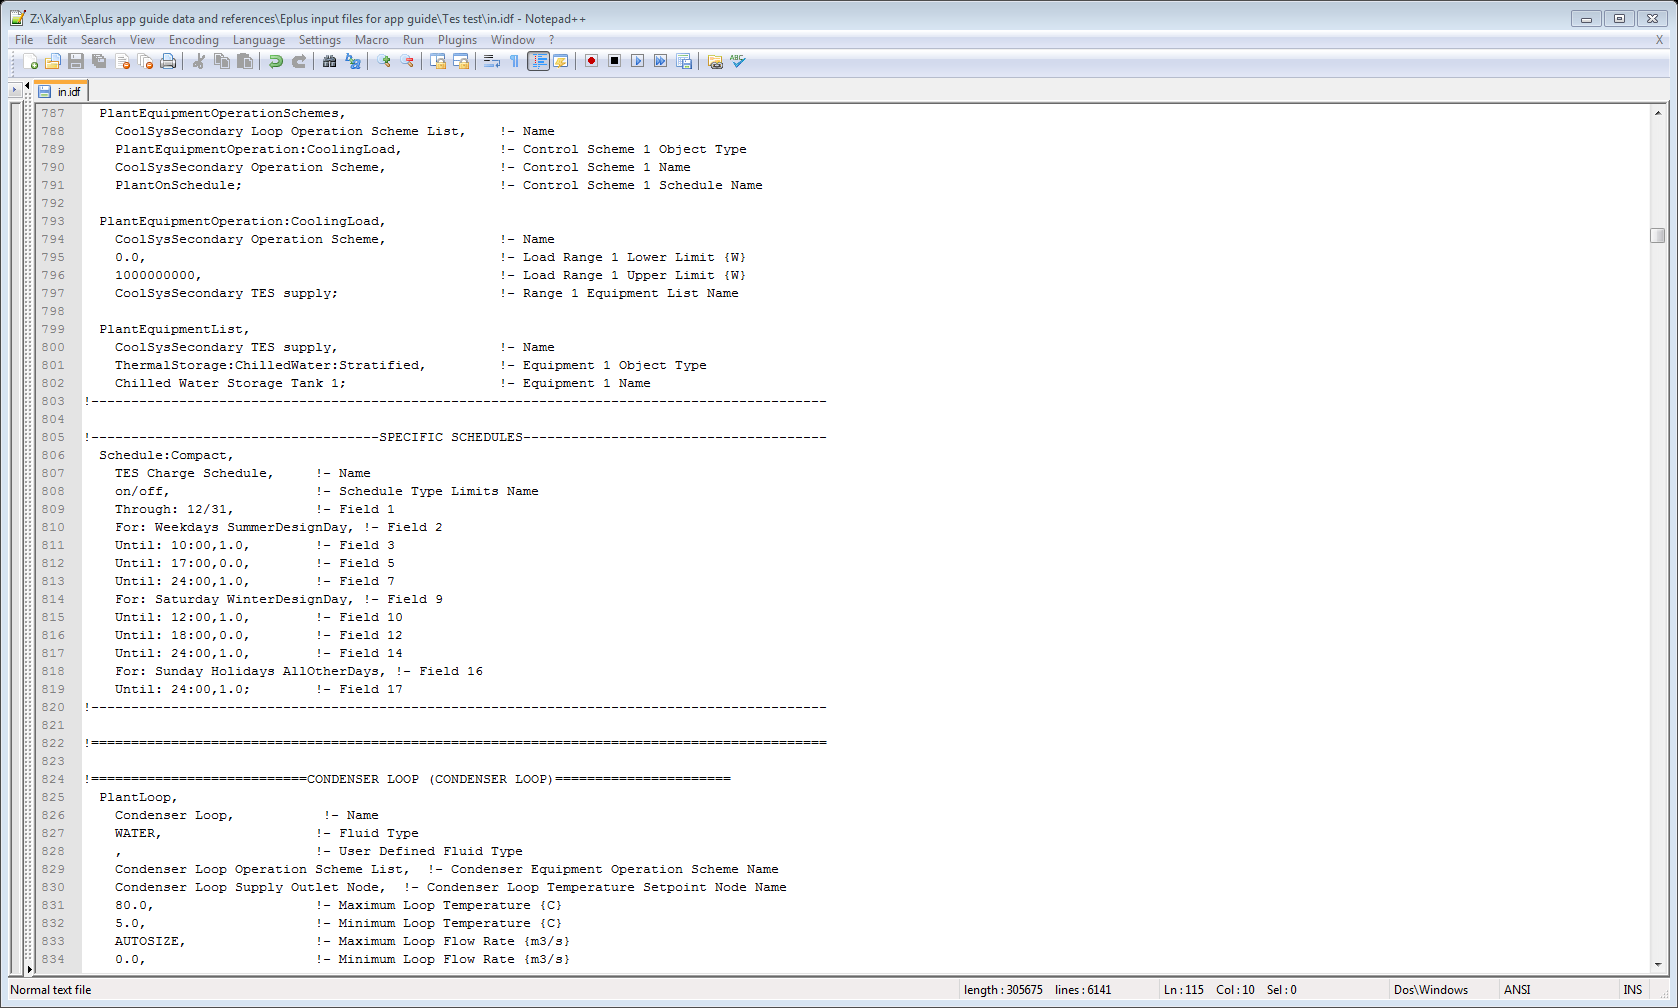 Z:\Kalyan\Eplus app guide data and references\Eplus input files for app guide\Tes test\in.idf - Notepad++
File Edit Search View Encoding Language Settings Macro Run Plugins Window ? X
in.idf
787 PlantEquipmentOperationSchemes,
788 CoolSysSecondary Loop Operation Scheme List, !- Name
789 PlantEquipmentOperation:CoolingLoad, !- Control Scheme 1 Object Type
790 CoolSysSecondary Operation Scheme, !- Control Scheme 1 Name
791 PlantOnSchedule; !- Control Scheme 1 Schedule Name
792
793 PlantEquipmentOperation:CoolingLoad,
794 CoolSysSecondary Operation Scheme, !- Name
795 0.0, !- Load Range 1 Lower Limit {W}
796 1000000000, !- Load Range 1 Upper Limit {W}
797 CoolSysSecondary TES supply; !- Range 1 Equipment List Name
798
799 PlantEquipmentList,
800 CoolSysSecondary TES supply, !- Name
801 ThermalStorage:ChilledWater:Stratified, !- Equipment 1 Object Type
802 Chilled Water Storage Tank 1; !- Equipment 1 Name
803 !--------------------------------------------------------------------------------------------
804
805 !------------------------------------SPECIFIC SCHEDULES--------------------------------------
806 Schedule:Compact,
807 TES Charge Schedule, !- Name
808 on/off, !- Schedule Type Limits Name
809 Through: 12/31, !- Field 1
810 For: Weekdays SummerDesignDay, !- Field 2
811 Until: 10:00,1.0, !- Field 3
812 Until: 17:00,0.0, !- Field 5
813 Until: 24:00,1.0, !- Field 7
814 For: Saturday WinterDesignDay, !- Field 9
815 Until: 12:00,1.0, !- Field 10
816 Until: 18:00,0.0, !- Field 12
817 Until: 24:00,1.0, !- Field 14
818 For: Sunday Holidays AllOtherDays, !- Field 16
819 Until: 24:00,1.0; !- Field 17
820 !--------------------------------------------------------------------------------------------
821
822 !============================================================================================
823
824 !===========================CONDENSER LOOP (CONDENSER LOOP)======================
825 PlantLoop,
826 Condenser Loop, !- Name
827 WATER, !- Fluid Type
828 , !- User Defined Fluid Type
829 Condenser Loop Operation Scheme List, !- Condenser Equipment Operation Scheme Name
830 Condenser Loop Supply Outlet Node, !- Condenser Loop Temperature Setpoint Node Name
831 80.0, !- Maximum Loop Temperature {C}
832 5.0, !- Minimum Loop Temperature {C}
833 AUTOSIZE, !- Maximum Loop Flow Rate {m3/s}
834 0.0, !- Minimum Loop Flow Rate {m3/s}
Normal text file length : 305675 lines : 6141 Ln : 115 Col : 10 Sel : 0 Dos\Windows ANSI INS